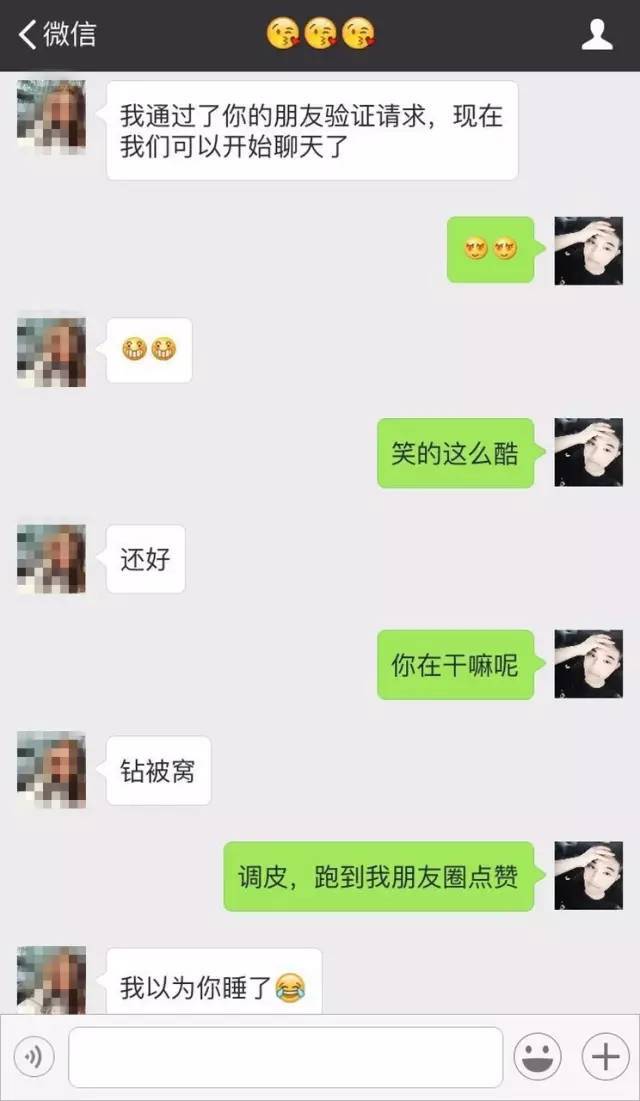 微信
我通过了你的朋友验证请求，现在
我们可以开始聊天了
笑的这么酷
还好
你在干嘛呢
钻被窝
调皮，跑到我朋友圈点赞
我以为你睡了